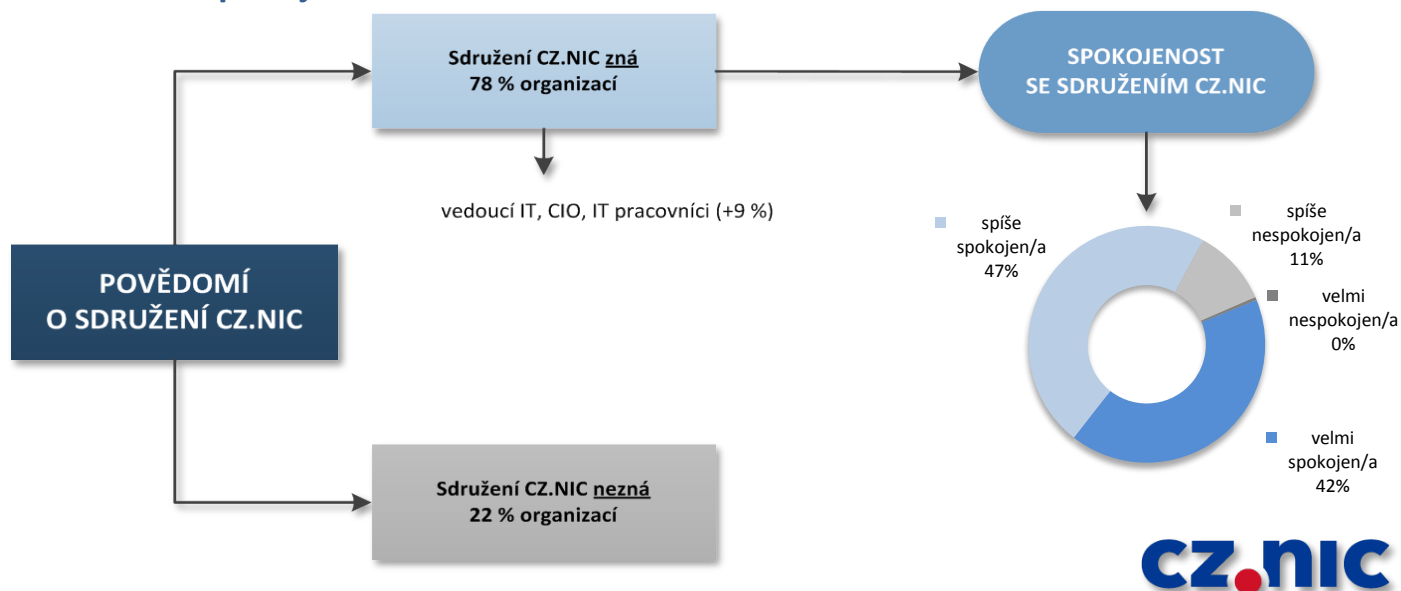 Sdružení CZ.NIC zná
78 % organizací
SPOKOJENOST
SE SDRUŽENÍM CZ.NIC
vedoucí IT, CIO, IT pracovníci (+9 %)
spíše
spokojen/a
47%
spíše
nespokojen/a
11%
velmi
nespokojen/a
0%
velmi
spokojen/a
42%
POVĚDOMÍ
O SDRUŽENÍ CZ.NIC
Sdružení CZ.NIC nezná
22 % organizací
cz.nic